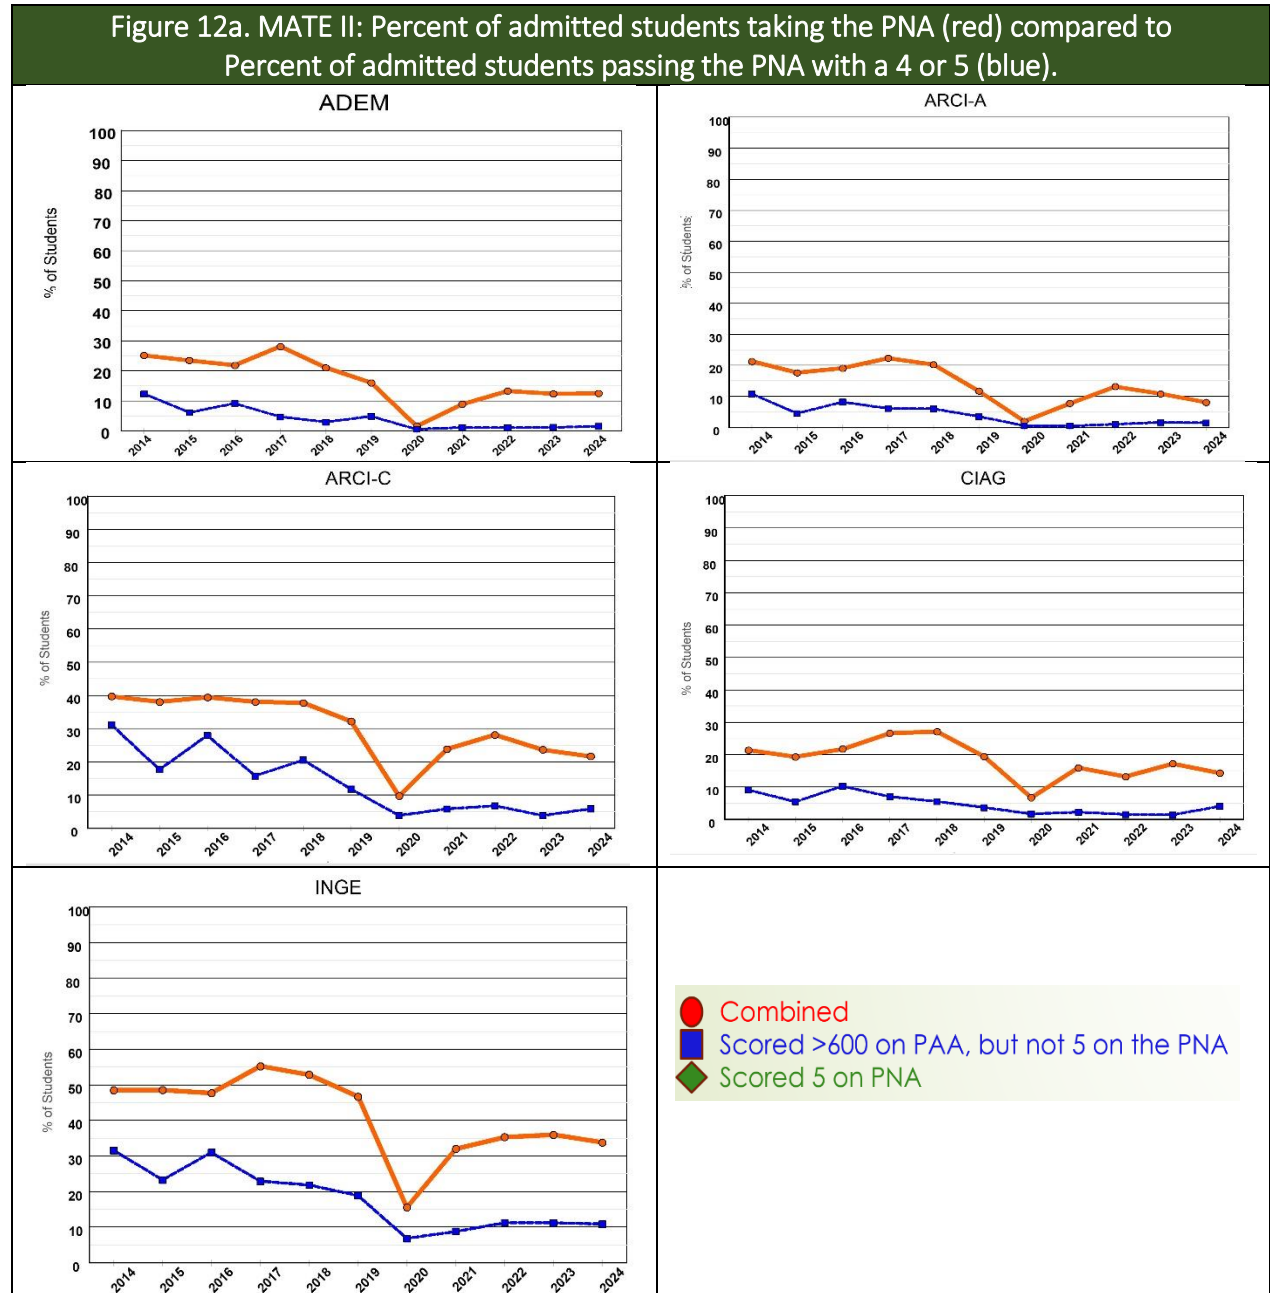 Figure 12a. MATE II: Percent of admitted students taking the PNA (red) compared to
Percent of admitted students passing the PNA with a 4 or 5 (blue).
ADEM
% of Students
100
90
80
70
60
50
40
30
20
10
0
2014 2015 2016 2017 2018 2019 2020 2021 2022 2023 2024
ARCI-A
% of Students
100
90
80
70
60
50
40
30
20
10
0
2014 2015 2016 2017 2018 2019 2020 2021 2022 2023 2024
ARCI-C
% of Students
100
90
80
70
60
50
40
30
20
10
0
2014 2015 2016 2017 2018 2019 2020 2021 2022 2023 2024
CIAG
% of Students
100
90
80
70
60
50
40
30
20
10
0
2014 2015 2016 2017 2018 2019 2020 2021 2022 2023 2024
INGE
% of Students
100
90
80
70
60
50
40
30
20
10
0
2014 2015 2016 2017 2018 2019 2020 2021 2022 2023 2024
Combined
Scored >600 on PAA, but not 5 on the PNA
Scored 5 on PNA